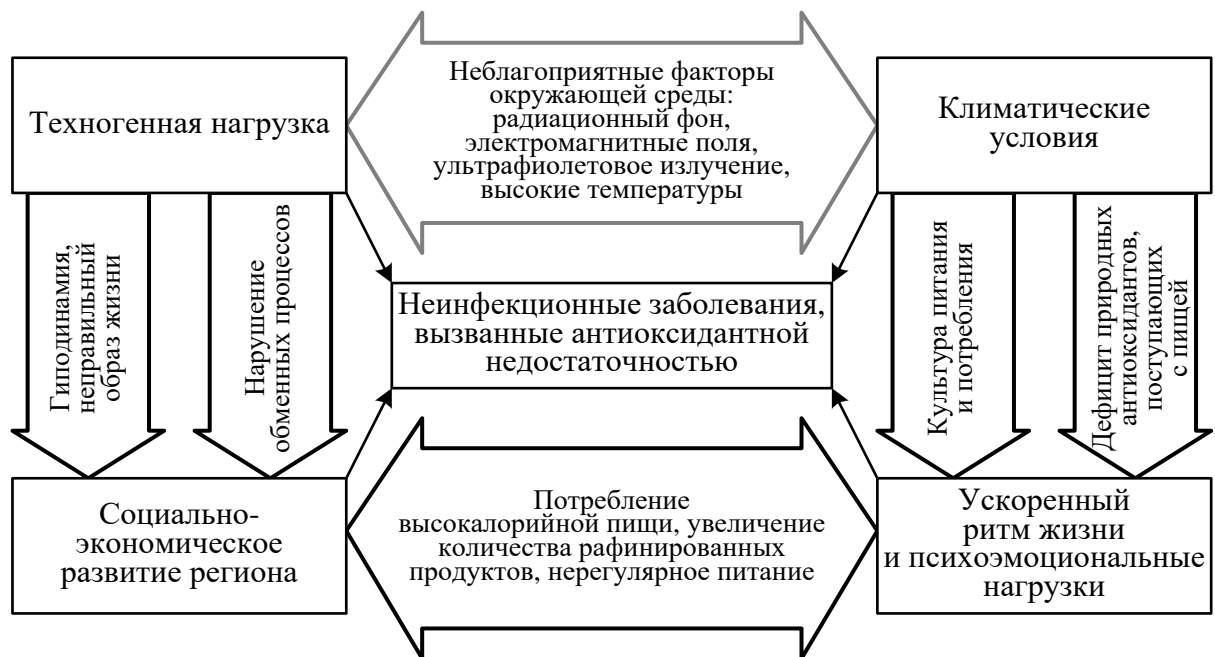 Техногенная нагрузка
Неблагоприятные факторы
окружающей среды:
радиационный фон,
электромагнитные поля,
ультрафиолетовое излучение,
высокие температуры
Климатические
условия
Гиподинамия,
неправильный
образ жизни
Нарушение
обменных процессов
Неинфекционные заболевания,
вызванные антиоксидантной
недостаточностью
Культура питания
и потребления
Дефицит природных
антиоксидантов,
поступающих
с пищей
Социально-
экономическое
развитие региона
Потребление
высокалорийной пищи, увеличение
количества рафинированных
продуктов, нерегулярное питание
Ускоренный
ритм жизни
и психоэмоциональные
нагрузки